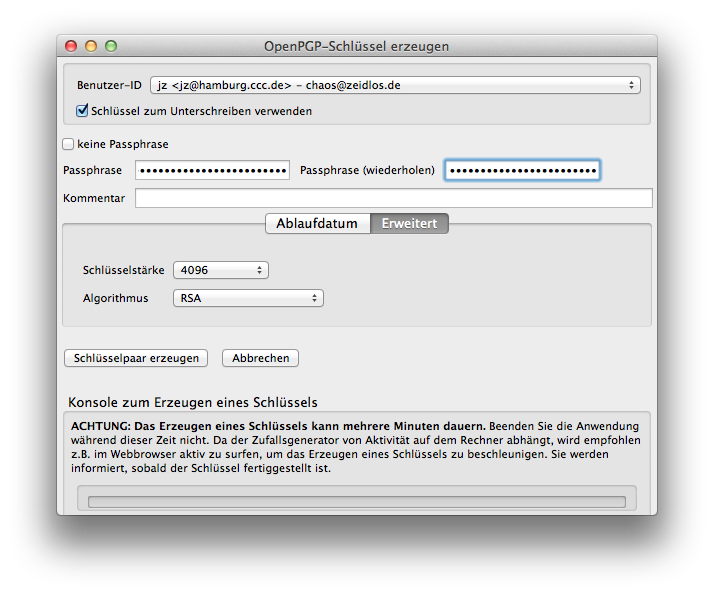 OpenPGP-Schlüssel erzeugen
Benutzer-ID jz <jz@hamburg.ccc.de> - chaos@zeidlos.de
Schlüssel zum Unterschreiben verwenden
keine Passphrase
Passphrase Passphrase (wiederholen)
Kommentar
Ablaufdatum Erweitert
Schlüsselstärke 4096
Algorithmus RSA
Schlüsselpaar erzeugen Abbrechen
Konsole zum Erzeugen eines Schlüssels
ACHTUNG: Das Erzeugen eines Schlüssels kann mehrere Minuten dauern. Beenden Sie die Anwendung
während dieser Zeit nicht. Da der Zufallsgenerator von Aktivität auf dem Rechner abhängt, wird empfohlen
z.B. im Webbrowser aktiv zu surfen, um das Erzeugen eines Schlüssels zu beschleunigen. Sie werden
informiert, sobald der Schlüssel fertiggestellt ist.